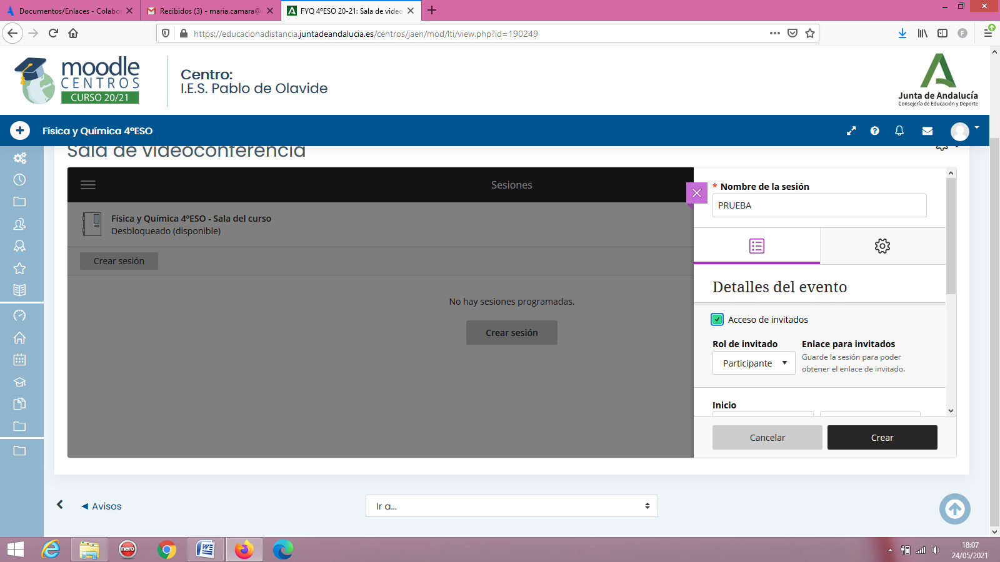 Documentos/Enlaces - Colabor
Recibidos (3) - maria.camara@
FYQ 4ºESO 20-21: Sala de video
https://educacionadistancia.juntadeandalucia.es/centros/jaen/mod/lti/view.php?id=190249
F
moodle
CENTROS
CURSO 20/21
Centro:
I.E.S. Pablo de Olavide
Junta de Andalucía
Consejería de Educación y Deporte
Física y Química 4ºESO
Sala de videoconferencia
Sesiones
Física y Química 4ºESO - Sala del curso
Desbloqueado (disponible)
Crear sesión
No hay sesiones programadas.
Crear sesión
* Nombre de la sesión
PRUEBA
Detalles del evento
Acceso de invitados
Rol de invitado
Participante
Enlace para invitados
Guarde la sesión para poder
obtener el enlace de invitado.
Inicio
Cancelar
Crear
◄ Avisos
Ir a...
nero
18:07
24/05/2021